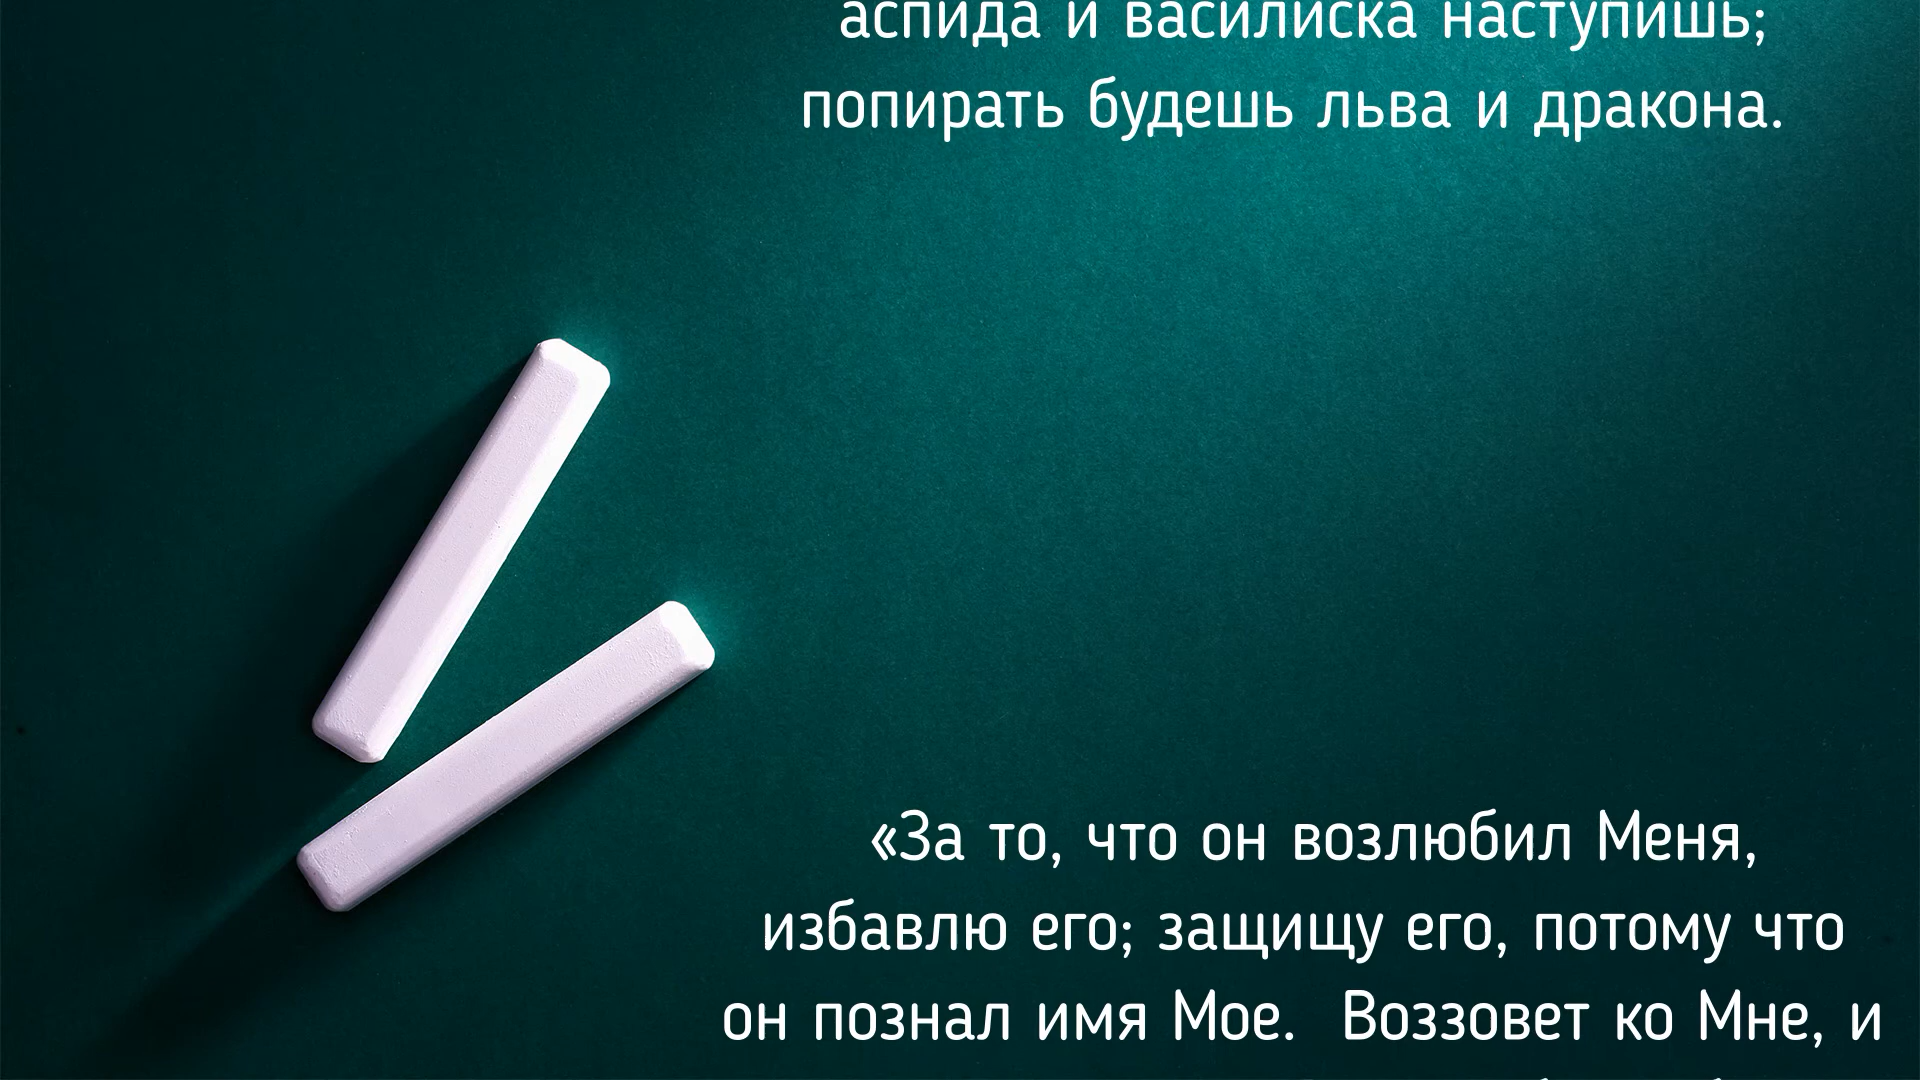 аспида и василиска наступишь;
попирать будешь льва и дракона.
«За то, что он возлюбил Меня,
избавлю его; защищу его, потому что
он познал имя Мое.  Воззовет ко Мне, и